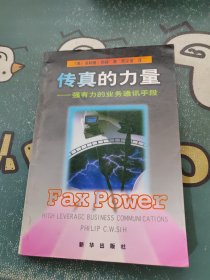 传真的力量
——强有力的业务通讯手段
Fax Power
HIGH LEVERAGE BUSINESS COMMUNICATIONS
PHILIP C.W.SIH
新华出版社